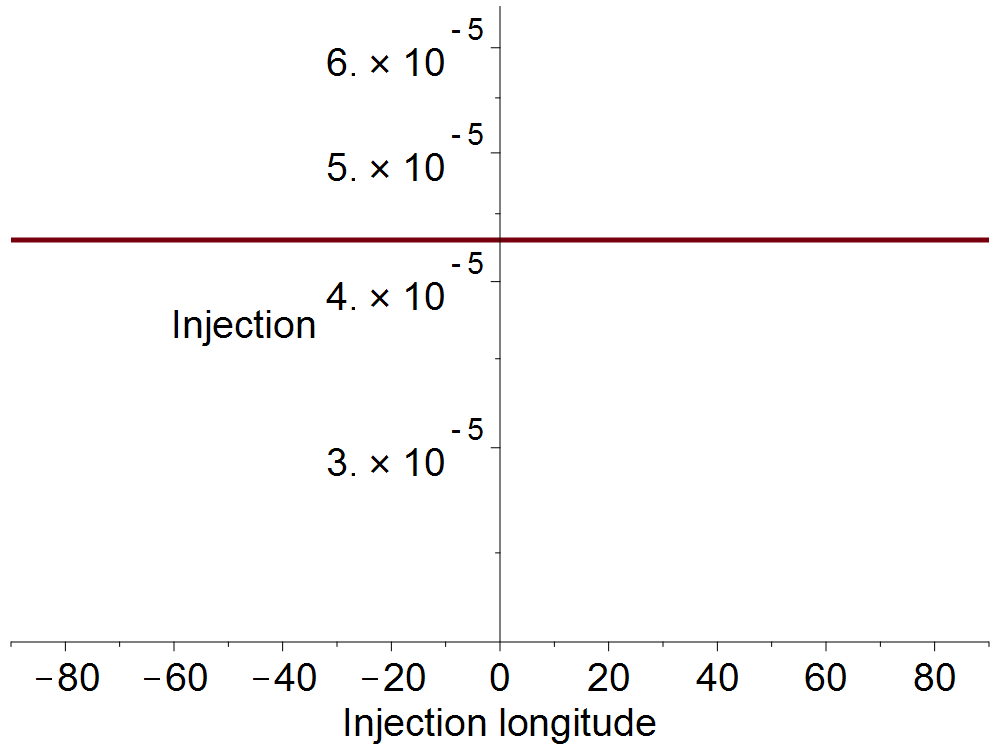 6. × 10⁻⁵
5. × 10⁻⁵
4. × 10⁻⁵
Injection
3. × 10⁻⁵
−80 −60 −40 −20 0 20 40 60 80
Injection longitude